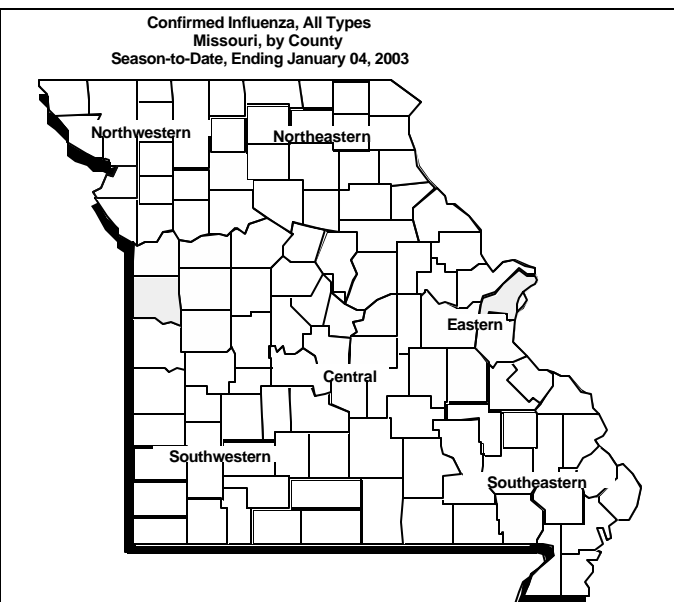 Confirmed Influenza, All Types
Missouri, by County
Season-to-Date, Ending January 04, 2003
Northwestern
Northeastern
Eastern
Central
Southwestern
Southeastern